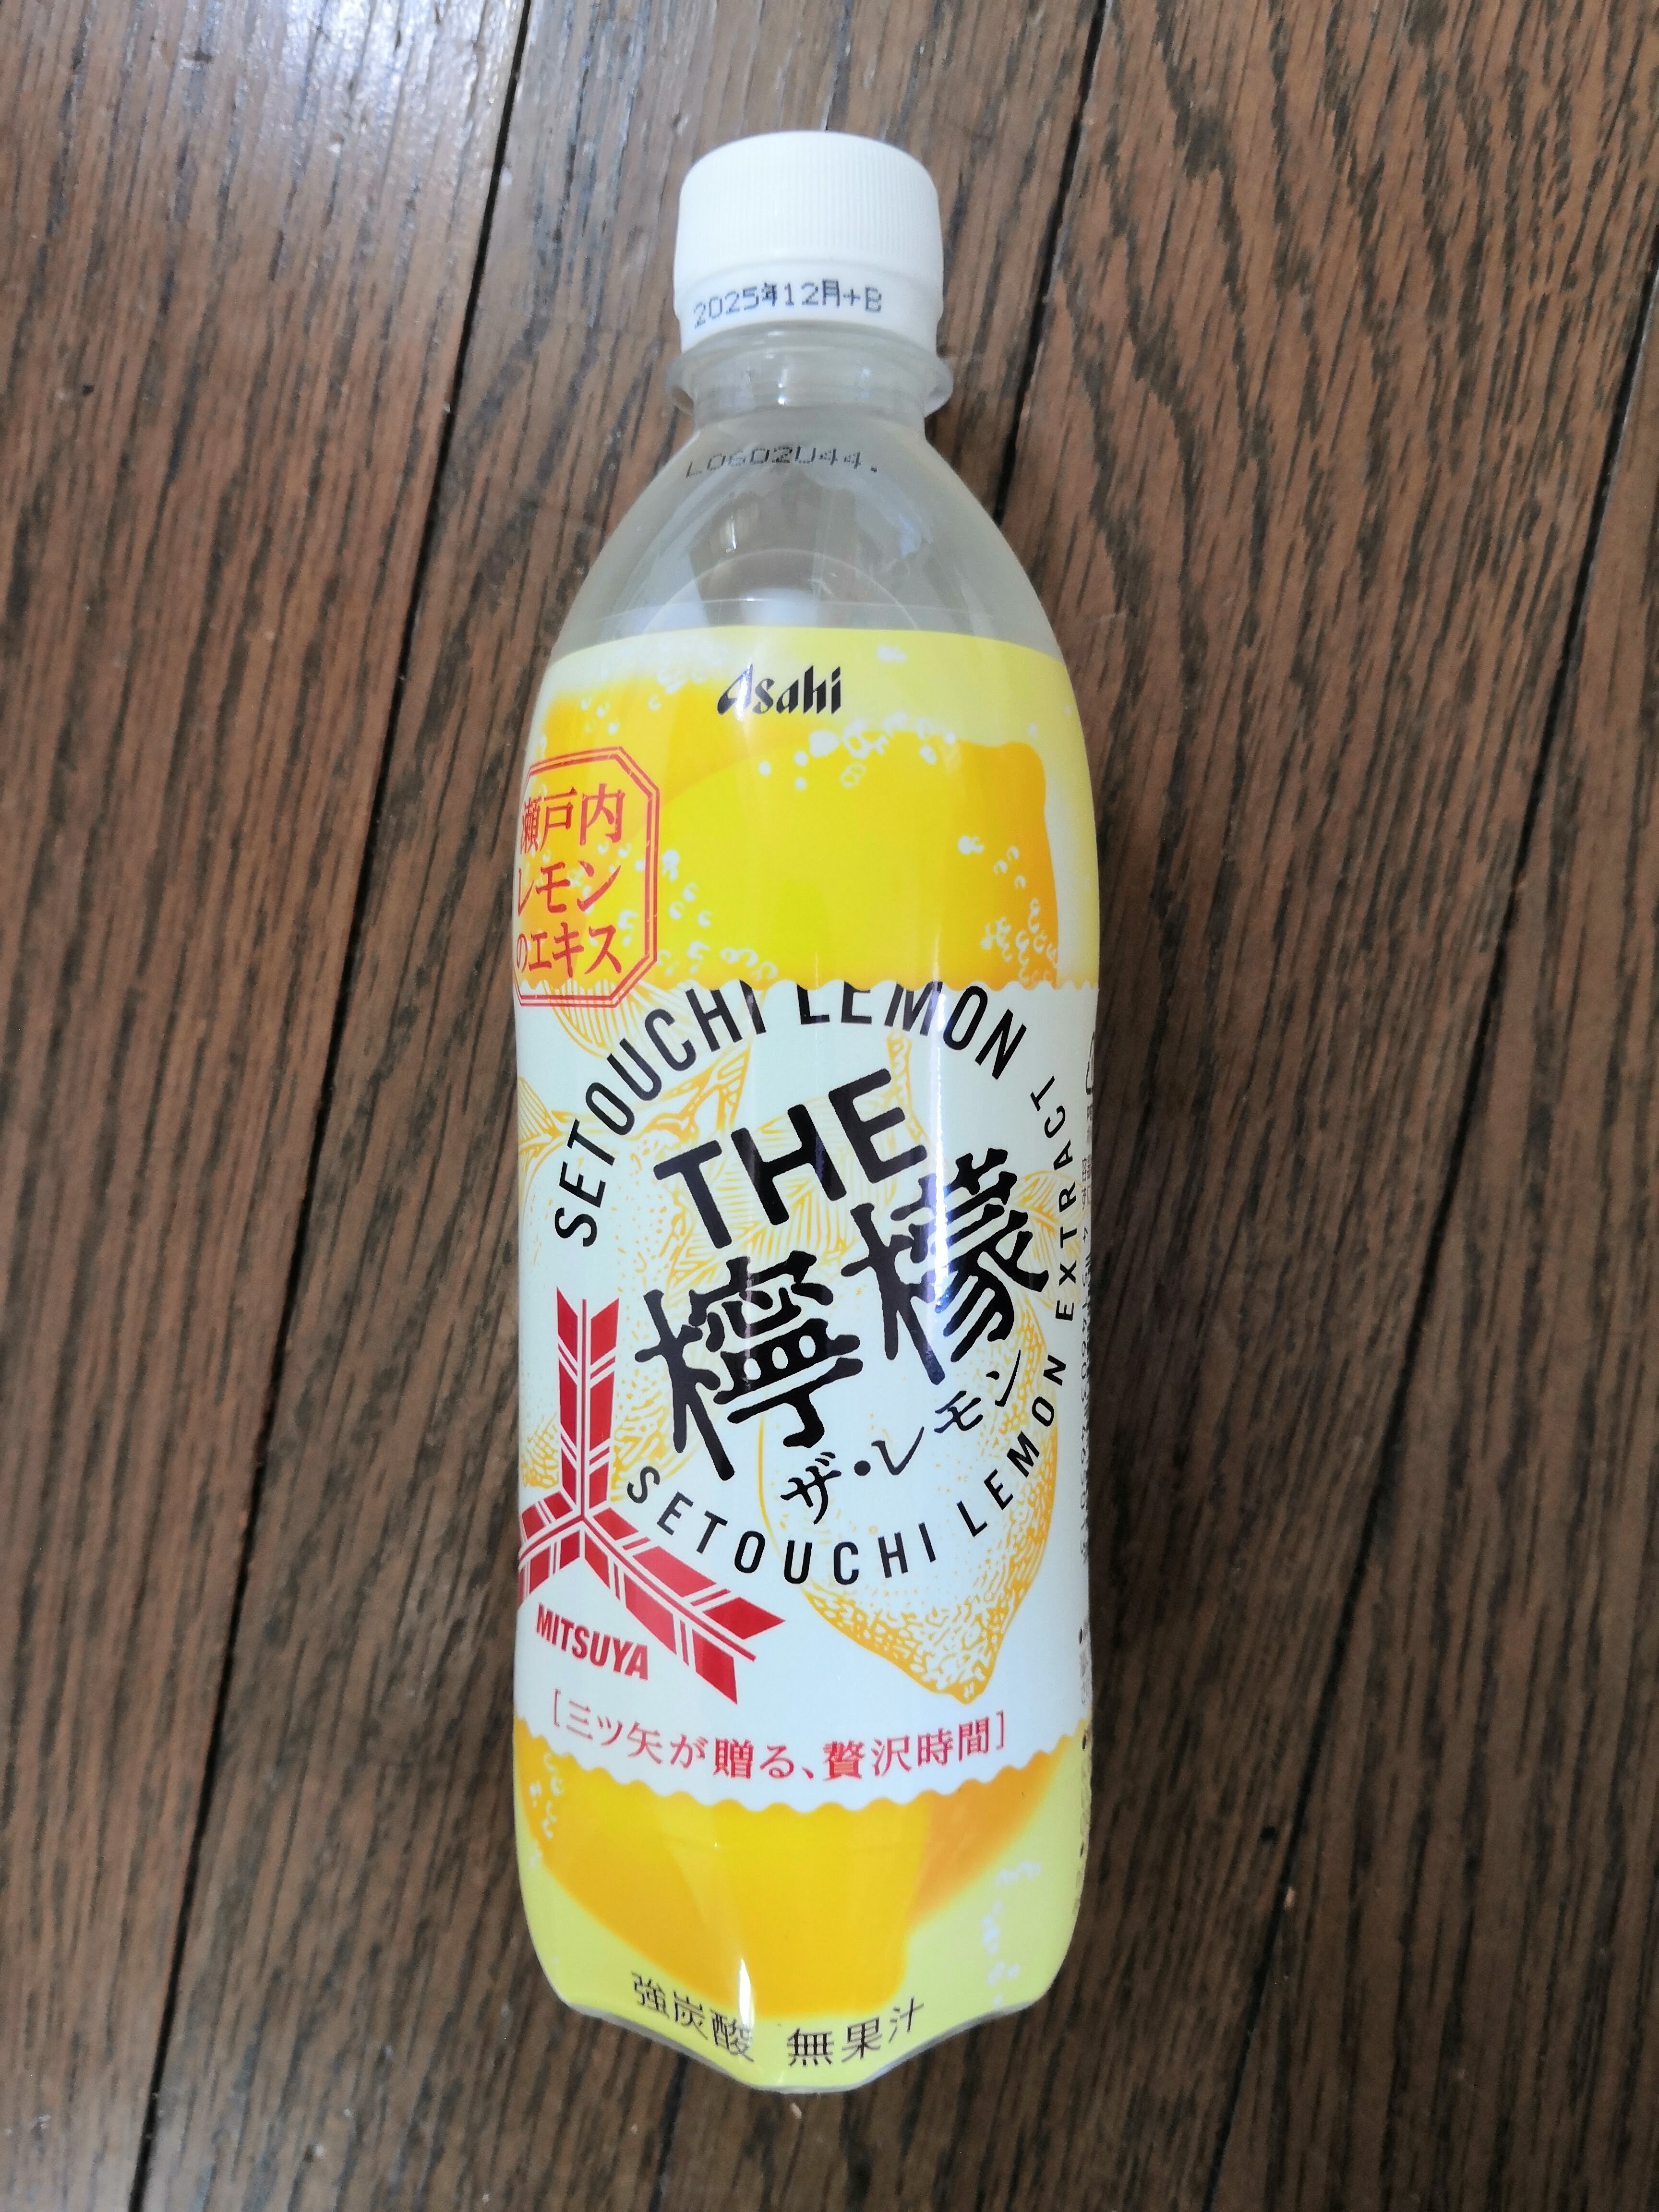 2025年12月+B
L0602U44.
Asahi
瀬戸内
レモン
のエキス
SETOUCHI LEMON
THE
檸檬
ザ・レモン
SETOUCHI LEMON EXTRACT
MITSUYA
[三ツ矢が贈る、贅沢時間]
強炭酸 無果汁